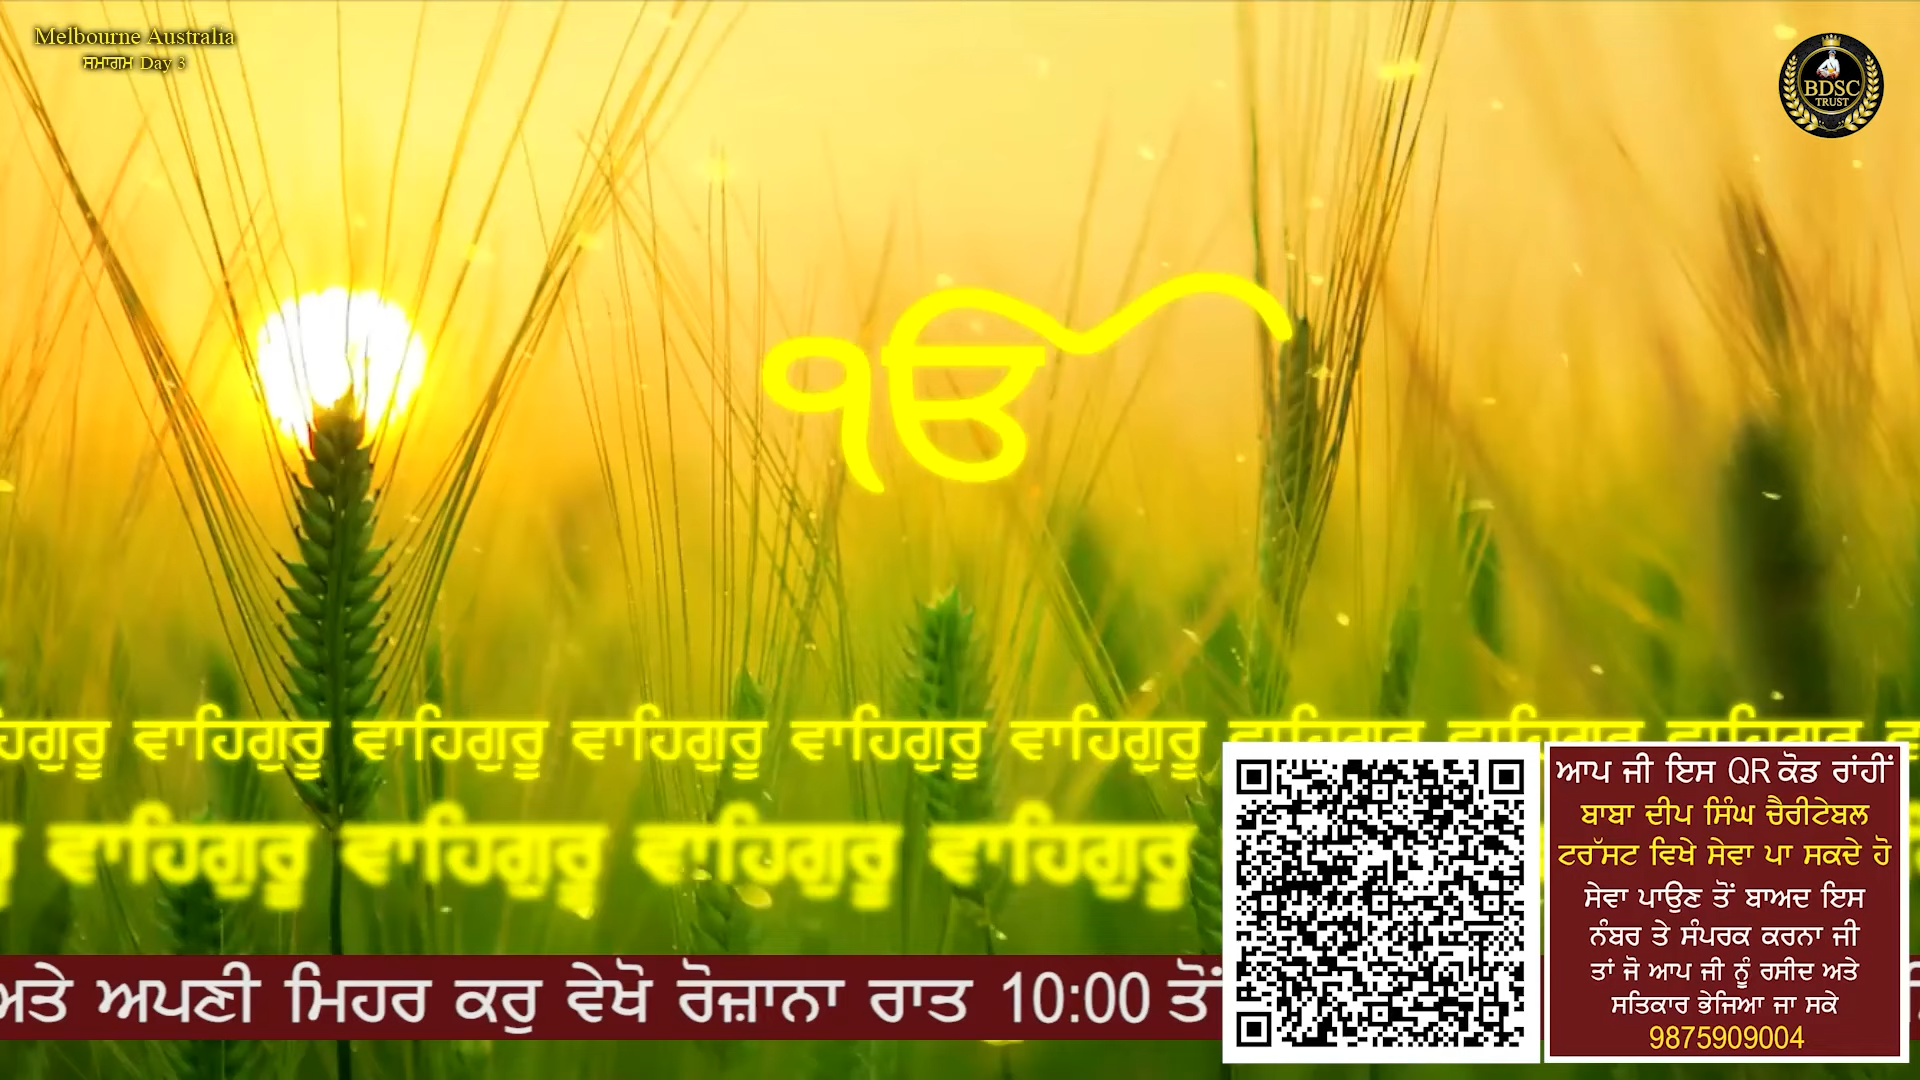 Melbourne Australia
ਸਮਾਗਮ Day 3
BDSC
TRUST
ੴ
ਵਾਹਿਗੁਰੂ ਵਾਹਿਗੁਰੂ ਵਾਹਿਗੁਰੂ ਵਾਹਿਗੁਰੂ ਵਾਹਿਗੁਰੂ
ਵਾਹਿਗੁਰੂ ਵਾਹਿਗੁਰੂ ਵਾਹਿਗੁਰੂ ਵਾਹਿਗੁਰੂ
ਅਤੇ ਅਪਣੀ ਮਿਹਰ ਕਰੁ ਵੇਖੋ ਰੋਜ਼ਾਨਾ ਰਾਤ 10:00 ਤੋਂ
ਆਪ ਜੀ ਇਸ QR ਕੋਡ ਰਾਂਹੀਂ
ਬਾਬਾ ਦੀਪ ਸਿੰਘ ਚੈਰੀਟੇਬਲ
ਟਰੱਸਟ ਵਿਖੇ ਸੇਵਾ ਪਾ ਸਕਦੇ ਹੋ
ਸੇਵਾ ਪਾਉਣ ਤੋਂ ਬਾਅਦ ਇਸ
ਨੰਬਰ ਤੇ ਸੰਪਰਕ ਕਰਨਾ ਜੀ
ਤਾਂ ਜੋ ਆਪ ਜੀ ਨੂੰ ਰਸੀਦ ਅਤੇ
ਸਤਿਕਾਰ ਭੇਜਿਆ ਜਾ ਸਕੇ
9875909004